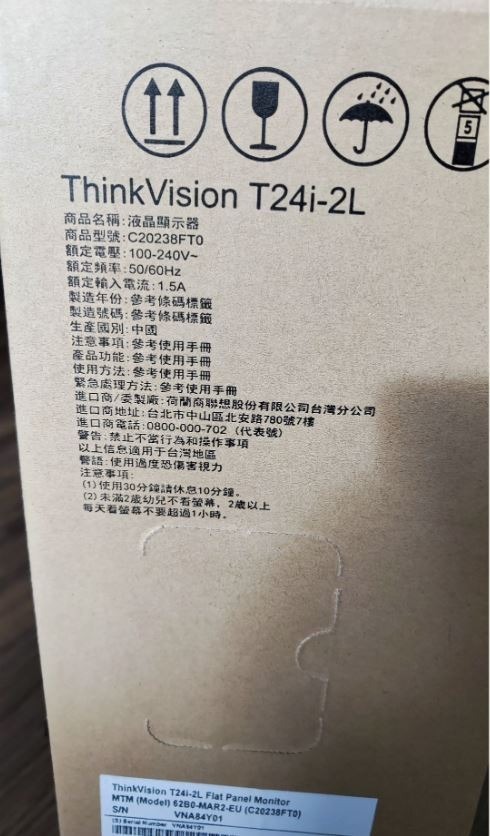 5
ThinkVision T24i-2L
商品名稱:液晶顯示器
商品型號:C20238FT0
額定電壓:100-240V~
額定頻率:50/60Hz
額定輸入電流:1.5A
製造年份:參考條碼標籤
製造號碼:參考條碼標籤
生產國別:中國
注意事項:參考使用手冊
產品功能:參考使用手冊
使用方法:參考使用手冊
緊急處理方法:參考使用手冊
進口商/委製廠:荷蘭商聯想股份有限公司台灣分公司
進口商地址:台北市中山區北安路780號7樓
進口商電話:0800-000-702 (代表號)
警告:禁止不當行為和操作事項
以上信息適用于台灣地區
警語:使用過度恐傷害視力
注意事項:
(1)使用30分鐘請休息10分鐘。
(2)未滿2歲幼兒不看螢幕，2歲以上
每天看螢幕不要超過1小時。
ThinkVision T24i-2L Flat Panel Monitor
MTM (Model) 62B0-MAR2-EU (C20238FT0)
S/N VNA84Y01
(S) Serial Number VNA84Y01